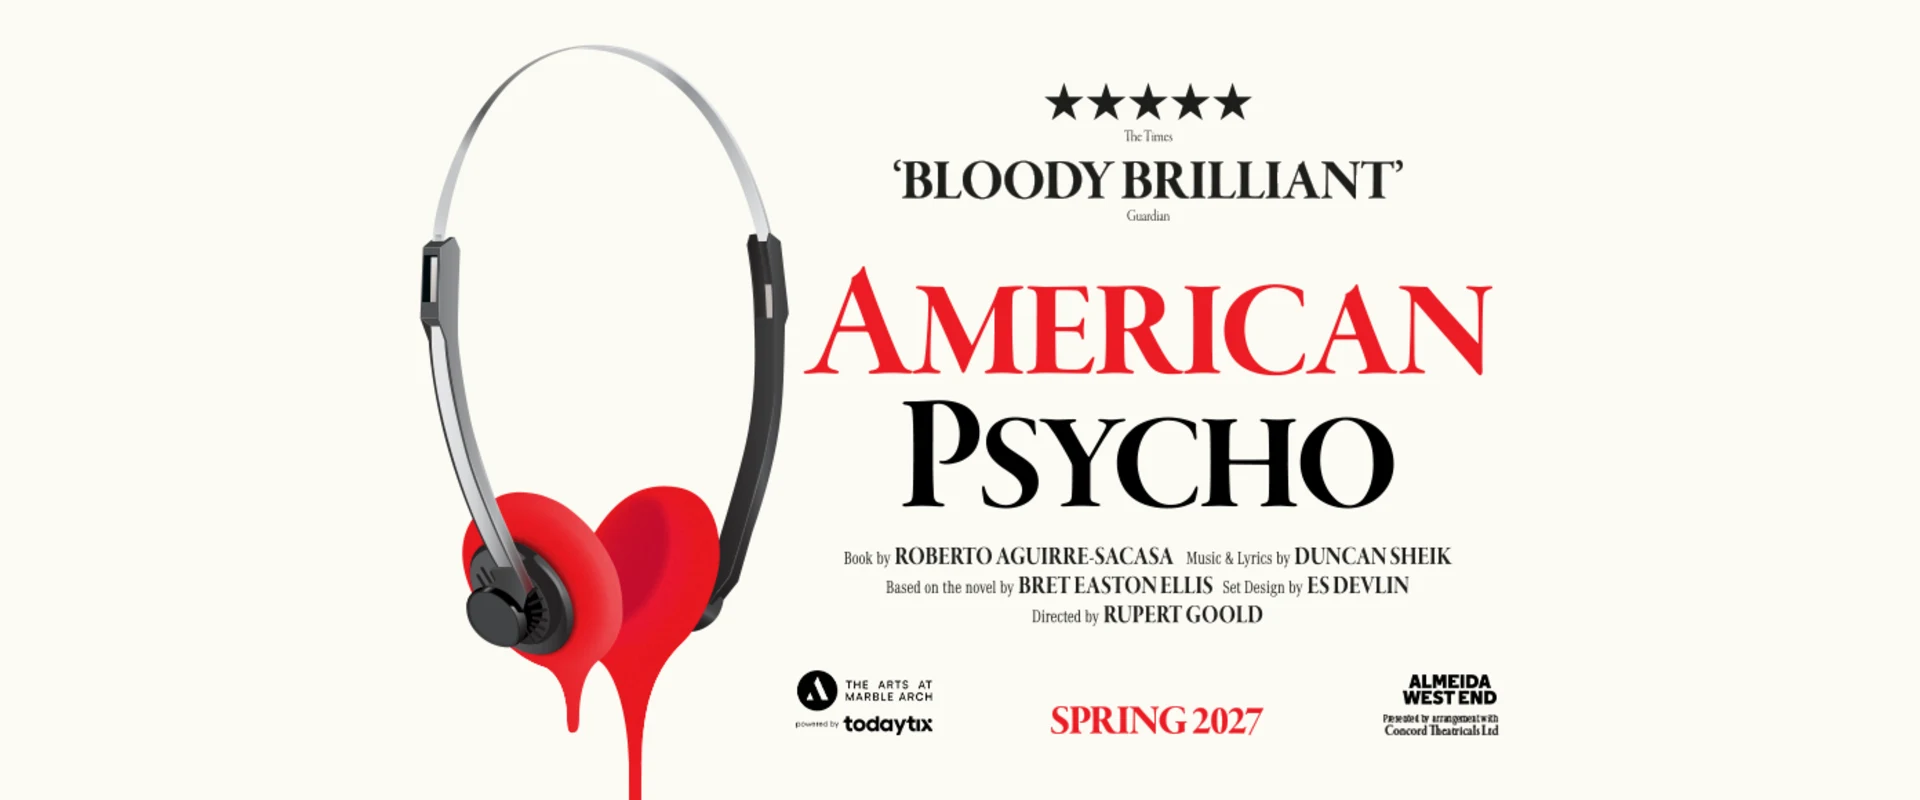 ★★★★★
The Times
‘BLOODY BRILLIANT’
Guardian
AMERICAN
PSYCHO
Book by ROBERTO AGUIRRE-SACASA Music & Lyrics by DUNCAN SHEIK
Based on the novel by BRET EASTON ELLIS Set Design by ES DEVLIN
Directed by RUPERT GOOLD
THE ARTS AT
MARBLE ARCH
powered by todaytix
SPRING 2027
ALMEIDA
WEST END
Presented by arrangement with
Concord Theatricals Ltd